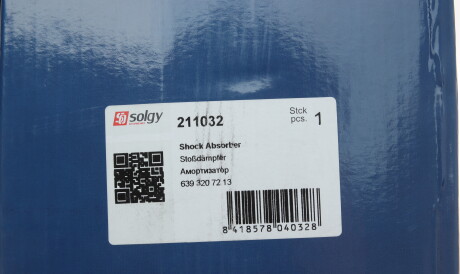 solgy 211032 Stck pcs. 1
Shock Absorber
Stoßdämpfer
Амортизатор
639 320 72 13
8 418578 040328